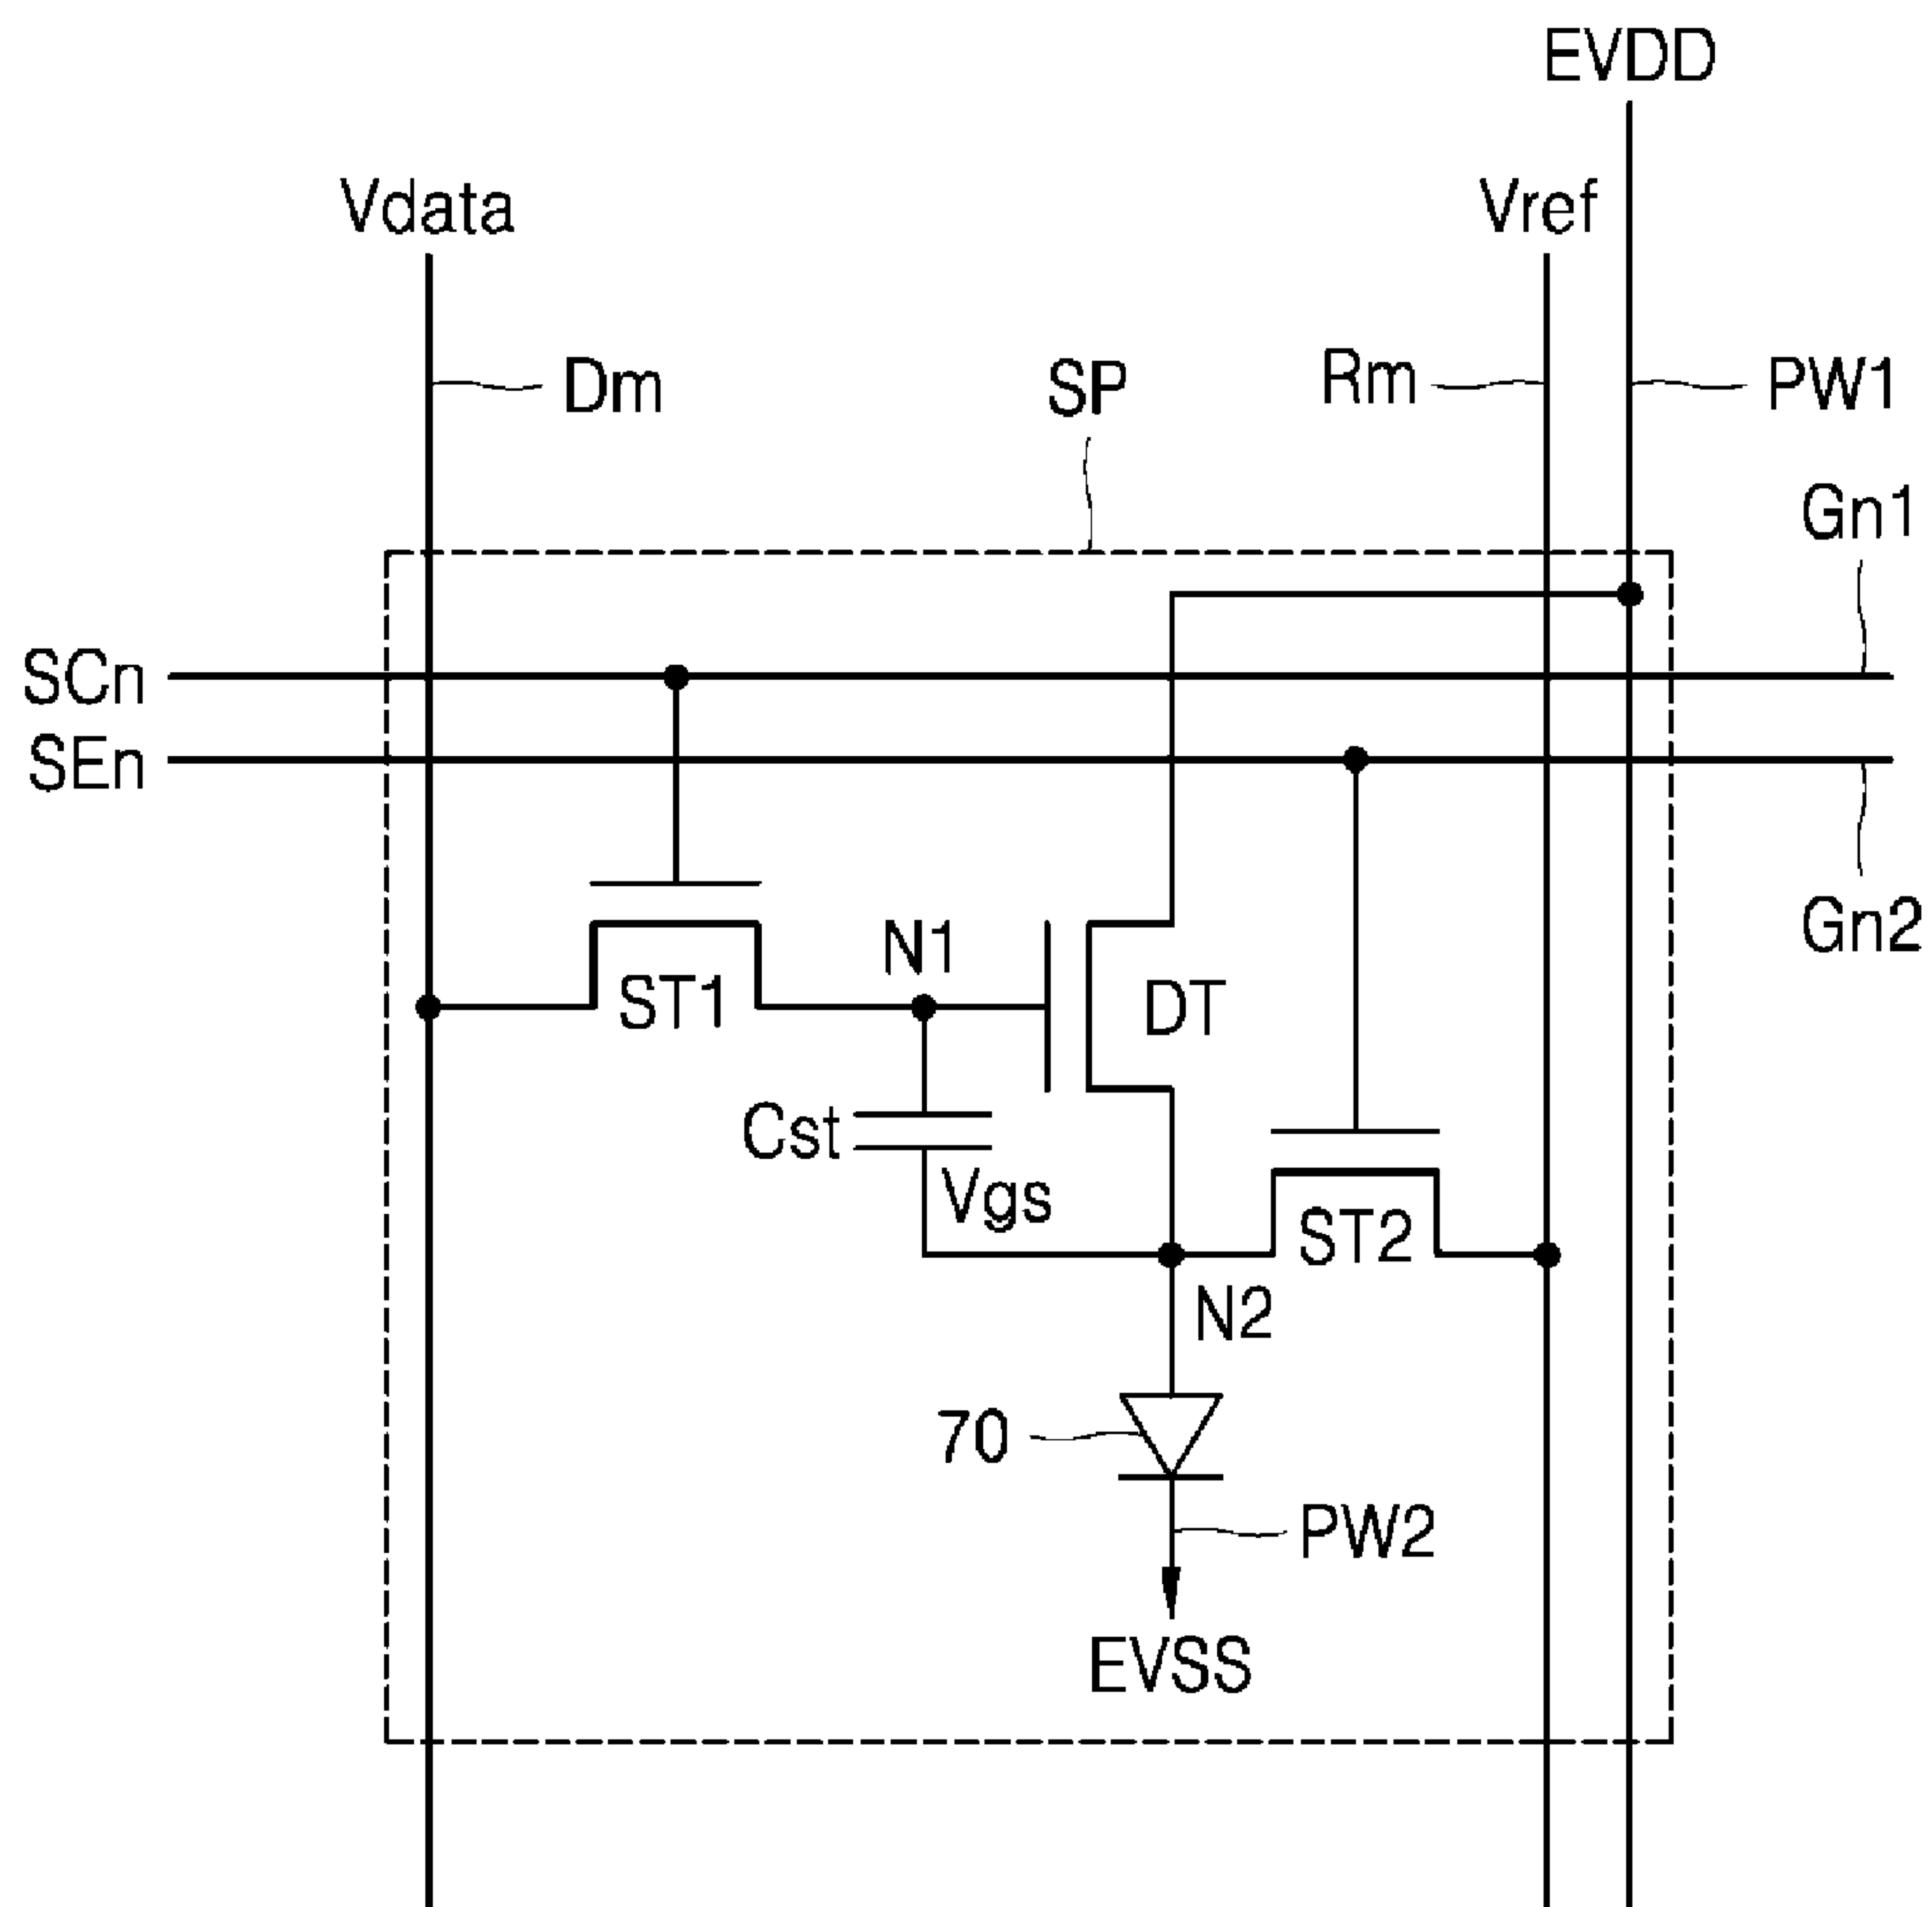 EVDD
Vdata
Vref
Dm
SP
Rm
PW1
Gn1
SCn
SEn
Gn2
N1
ST1
DT
Cst
Vgs
ST2
N2
70
PW2
EVSS